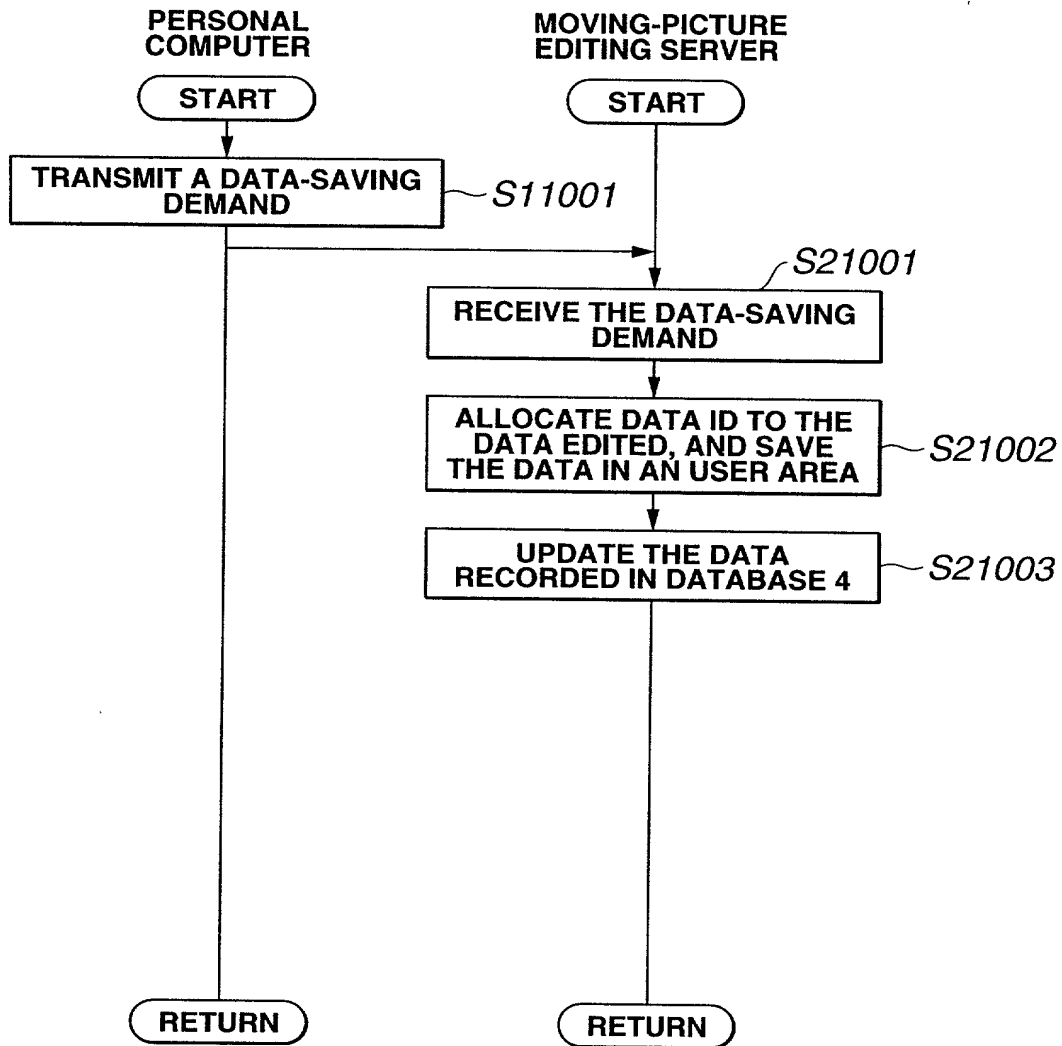 PERSONAL
COMPUTER
MOVING-PICTURE
EDITING SERVER
START
START
TRANSMIT A DATA-SAVING
DEMAND
S11001
S21001
RECEIVE THE DATA-SAVING
DEMAND
ALLOCATE DATA ID TO THE
DATA EDITED, AND SAVE
THE DATA IN AN USER AREA
S21002
UPDATE THE DATA
RECORDED IN DATABASE 4
S21003
RETURN
RETURN